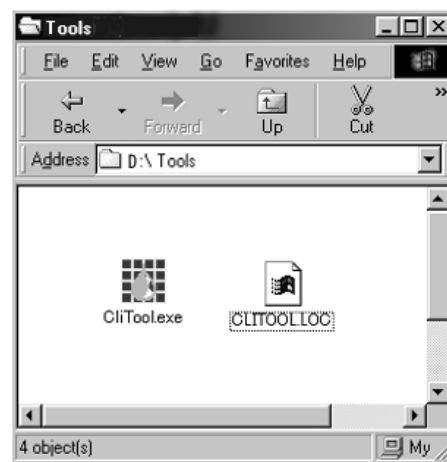 Tools
File Edit View Go Favorites Help
Back Forward Up Cut
Address D:\ Tools
CliTool.exe CLITOOL.LOC
4 object(s) My